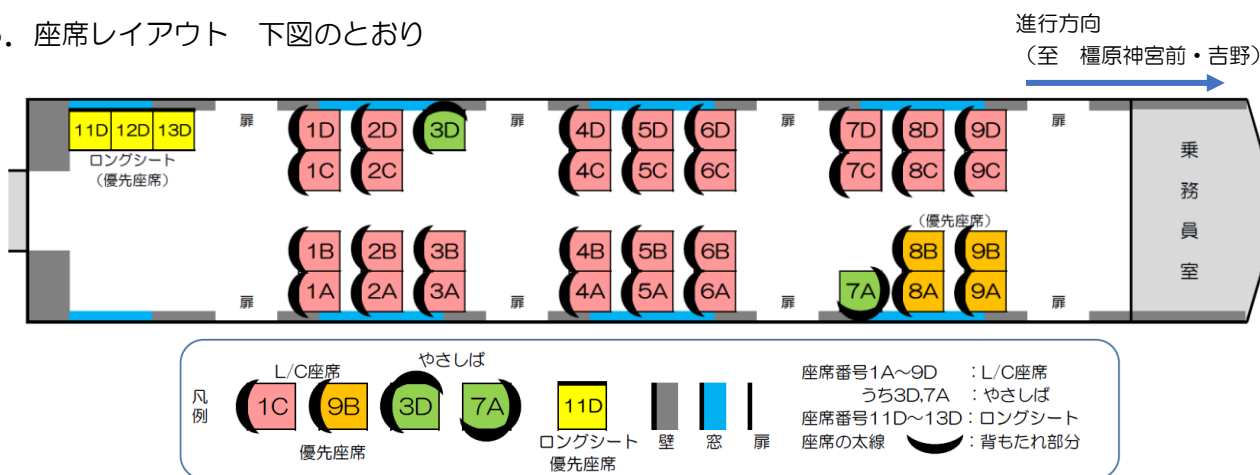 . 座席レイアウト 下図のとおり
進行方向
（至 橿原神宮前・吉野）
11D 12D 13D 扉 1D 2D 3D 扉 4D 5D 6D 扉 7D 8D 9D 扉
ロングシート
（優先座席）
1C 2C 4C 5C 6C 7C 8C 9C
乗務員室
（優先座席）
1B 2B 3B 4B 5B 6B 8B 9B
扉 1A 2A 3A 扉 4A 5A 6A 扉 7A 8A 9A 扉
凡例
L/C座席
やさしば
1C 9B 3D 7A 11D
優先座席
ロングシート
優先座席
壁 窓 扉
座席番号1A～9D ：L/C座席
うち3D,7A ：やさしば
座席番号11D～13D：ロングシート
座席の太線 ：背もたれ部分